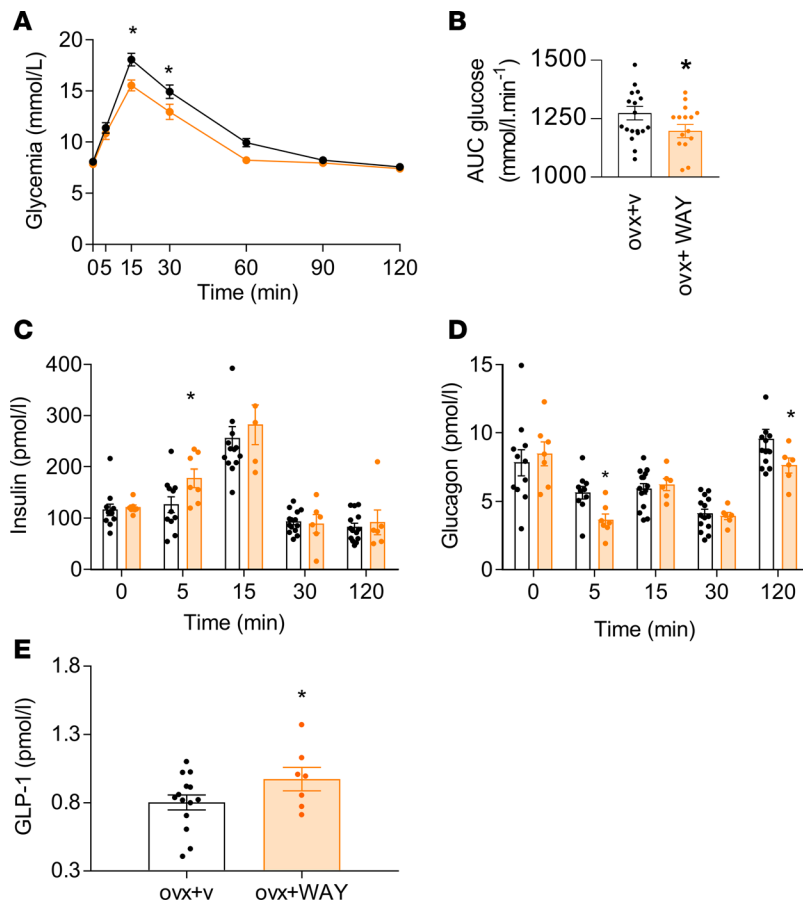 A
Glycemia (mmol/L)
20
15
10
5
0
* *
0 5 15 30 60 90 120
Time (min)
B
AUC glucose
(mmol/l.min⁻¹)
1500
1250
1000
*
ovx+v
ovx+ WAY
C
Insulin (pmol/l)
400
300
200
100
0
*
0 5 15 30 120
Time (min)
D
Glucagon (pmol/l)
15
10
5
0
* *
0 5 15 30 120
Time (min)
E
GLP-1 (pmol/l)
1.8
1.3
0.8
0.3
*
ovx+v ovx+WAY